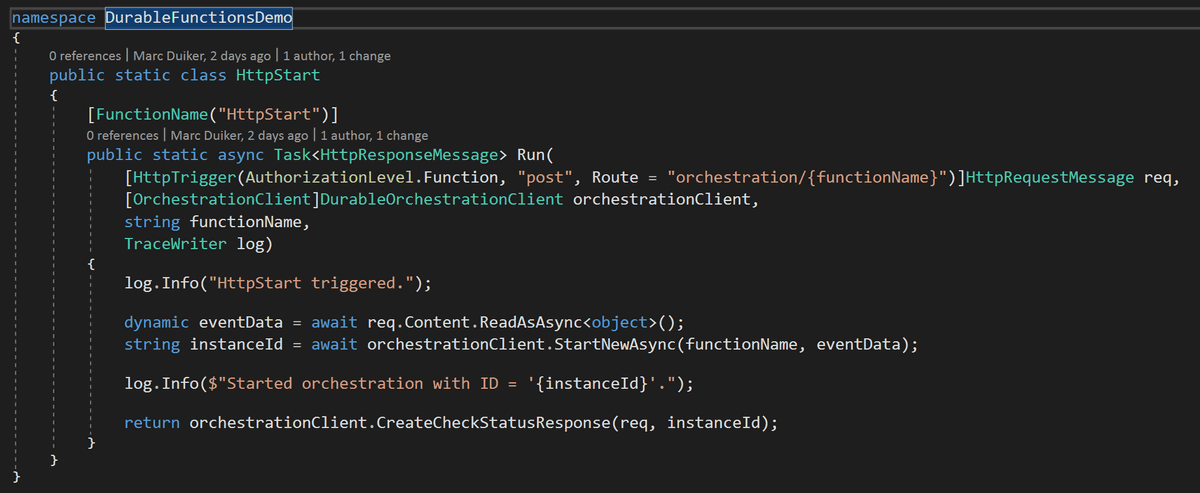 namespace DurableFunctionsDemo
{
0 references | Marc Duiker, 2 days ago | 1 author, 1 change
public static class HttpStart
{
[FunctionName("HttpStart")]
0 references | Marc Duiker, 2 days ago | 1 author, 1 change
public static async Task<HttpResponseMessage> Run(
[HttpTrigger(AuthorizationLevel.Function, "post", Route = "orchestration/{functionName}")]HttpRequestMessage req,
[OrchestrationClient]DurableOrchestrationClient orchestrationClient,
string functionName,
TraceWriter log)
{
log.Info("HttpStart triggered.");
dynamic eventData = await req.Content.ReadAsAsync<object>();
string instanceId = await orchestrationClient.StartNewAsync(functionName, eventData);
log.Info($"Started orchestration with ID = '{instanceId}'.");
return orchestrationClient.CreateCheckStatusResponse(req, instanceId);
}
}
}